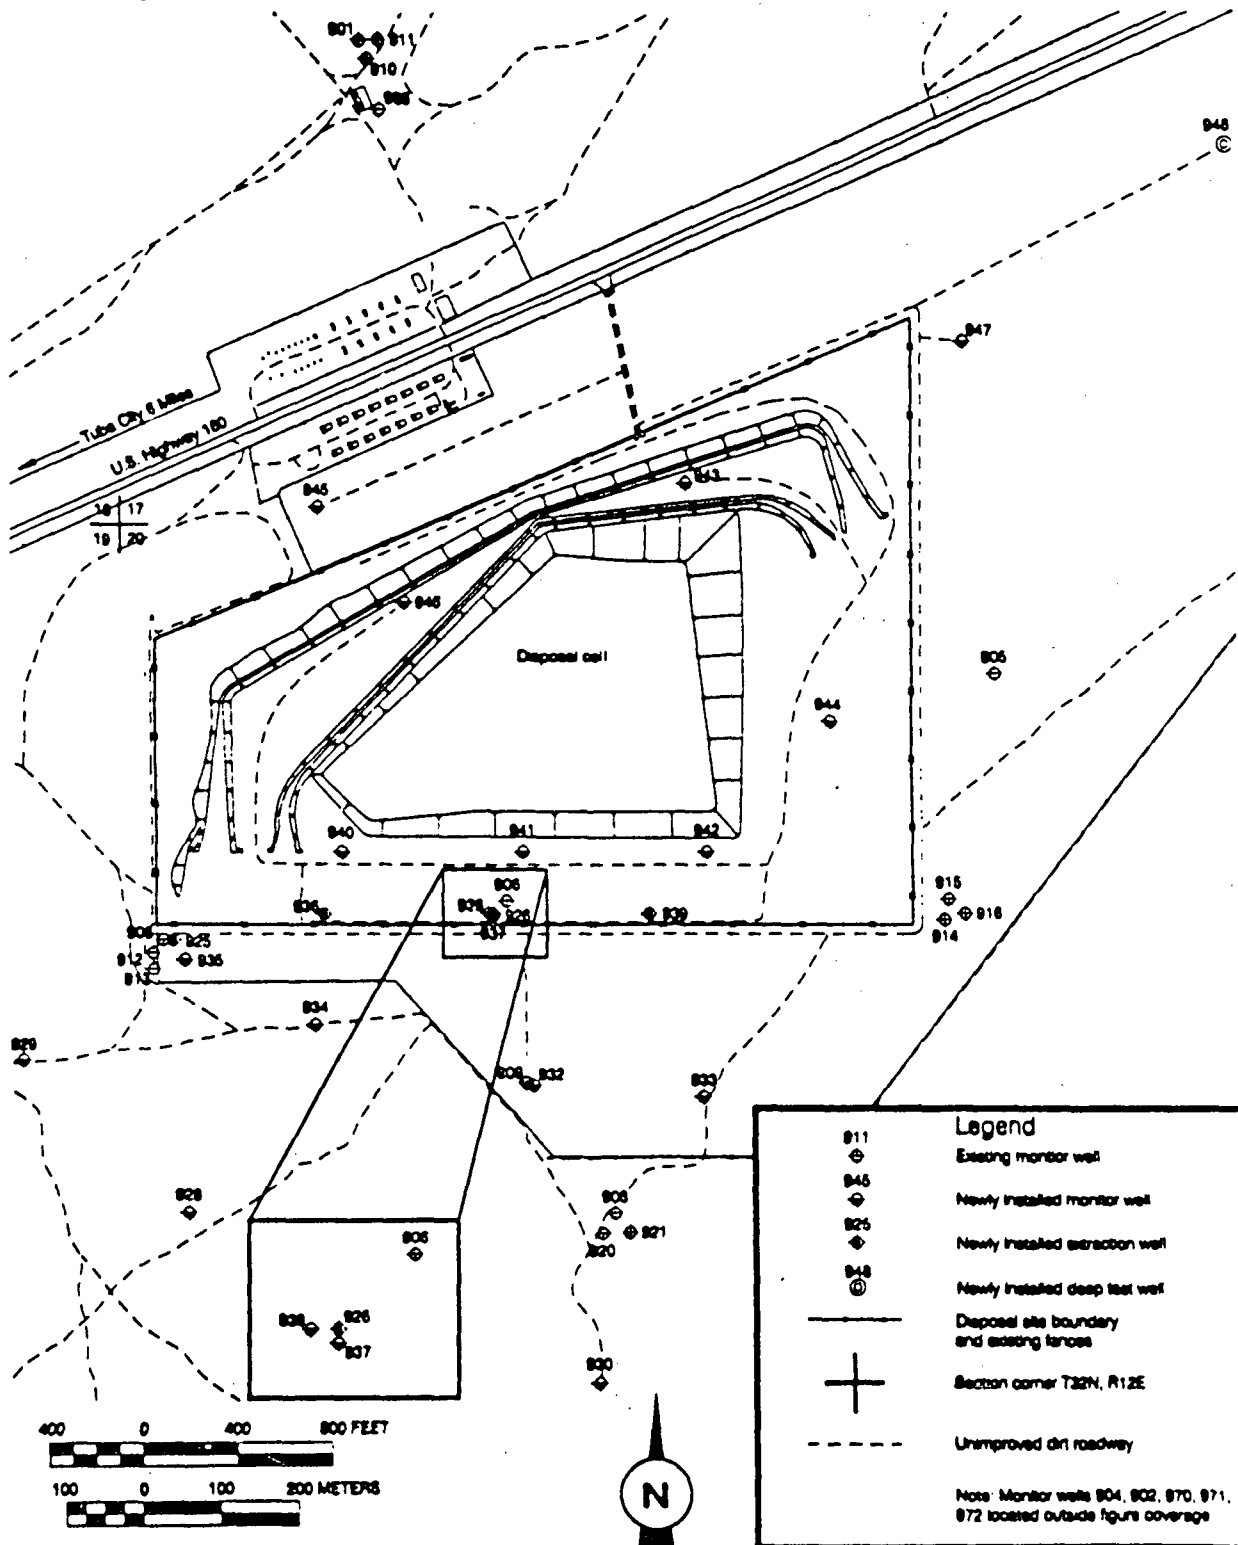 901
911
910
948
947
Tuba City 6 Miles
U.S. Highway 160
945
943
17
19
20
946
Disposal cell
905
944
940
941
942
906
915
916
914
939
926
937
925
912
935
934
929
932
933
928
908
920
921
906
938
926
937
930
Legend
911
Existing monitor well
945
Newly installed monitor well
925
Newly installed extraction well
948
Newly installed deep test well
Disposal site boundary
and existing fences
Section corner T32N, R12E
Unimproved dirt roadway
Note: Monitor wells 904, 902, 970, 971,
972 located outside figure coverage
400 0 400 800 FEET
100 0 100 200 METERS
N